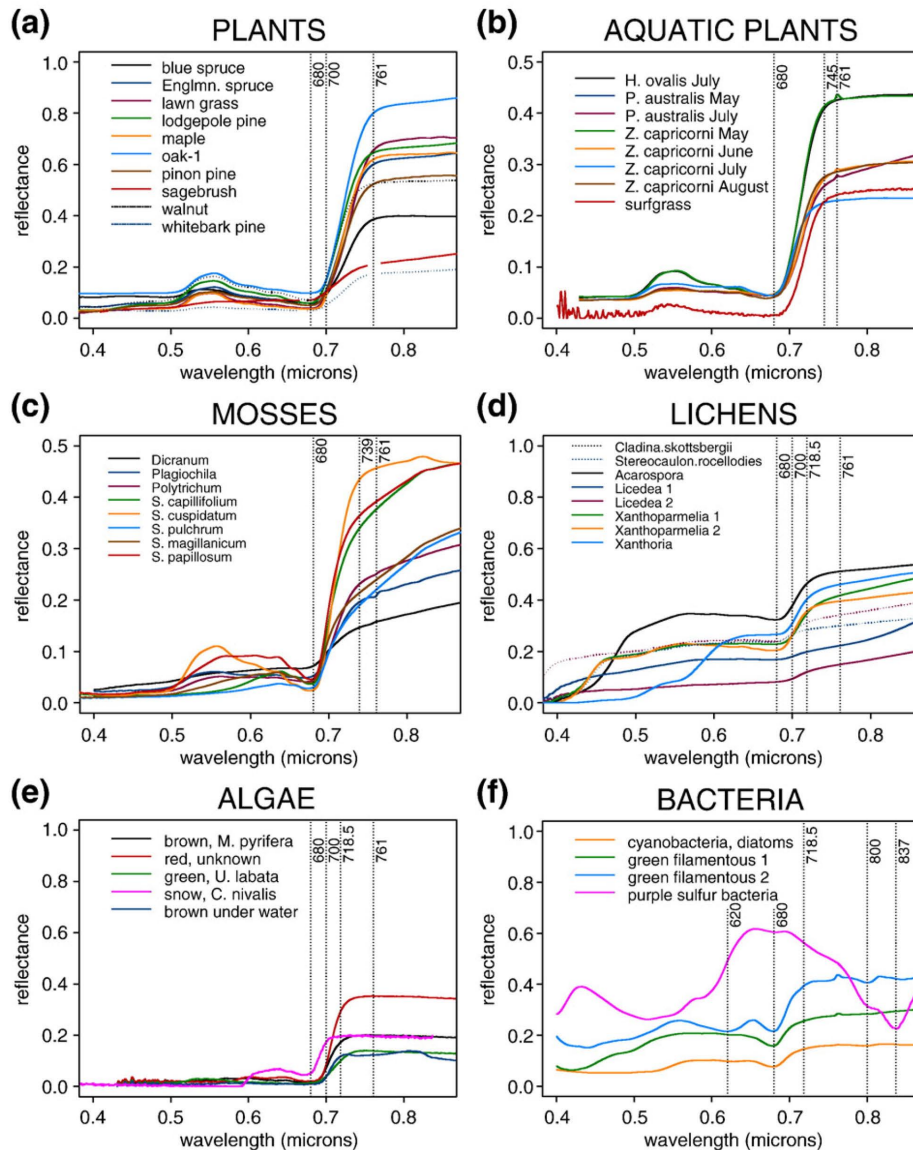 (a) PLANTS
1.0
0.8
0.6
0.4
0.2
0.0
reflectance
blue spruce
Englmn. spruce
lawn grass
lodgepole pine
maple
oak-1
pinon pine
sagebrush
walnut
whitebark pine
680
700
761
0.4 0.5 0.6 0.7 0.8
wavelength (microns)
(b) AQUATIC PLANTS
0.5
0.4
0.3
0.2
0.1
0.0
reflectance
H. ovalis July
P. australis May
P. australis July
Z. capricorni May
Z. capricorni June
Z. capricorni July
Z. capricorni August
surfgrass
680
745
761
0.4 0.5 0.6 0.7 0.8
wavelength (microns)
(c) MOSSES
0.5
0.4
0.3
0.2
0.1
0.0
reflectance
Dicranum
Plagiochila
Polytrichum
S. capillifolium
S. cuspidatum
S. pulchrum
S. magillanicum
S. papillosum
680
739
761
0.4 0.5 0.6 0.7 0.8
wavelength (microns)
(d) LICHENS
1.0
0.8
0.6
0.4
0.2
0.0
reflectance
Cladina.skottsbergii
Stereocaulon.rocellodies
Acarospora
Licedea 1
Licedea 2
Xanthoparmelia 1
Xanthoparmelia 2
Xanthoria
680
700
718.5
761
0.4 0.5 0.6 0.7 0.8
wavelength (microns)
(e) ALGAE
1.0
0.8
0.6
0.4
0.2
0.0
reflectance
brown, M. pyrifera
red, unknown
green, U. labata
snow, C. nivalis
brown under water
680
700
718.5
761
0.4 0.5 0.6 0.7 0.8
wavelength (microns)
(f) BACTERIA
1.0
0.8
0.6
0.4
0.2
0.0
reflectance
cyanobacteria, diatoms
green filamentous 1
green filamentous 2
purple sulfur bacteria
620
680
718.5
800
837
0.4 0.5 0.6 0.7 0.8
wavelength (microns)